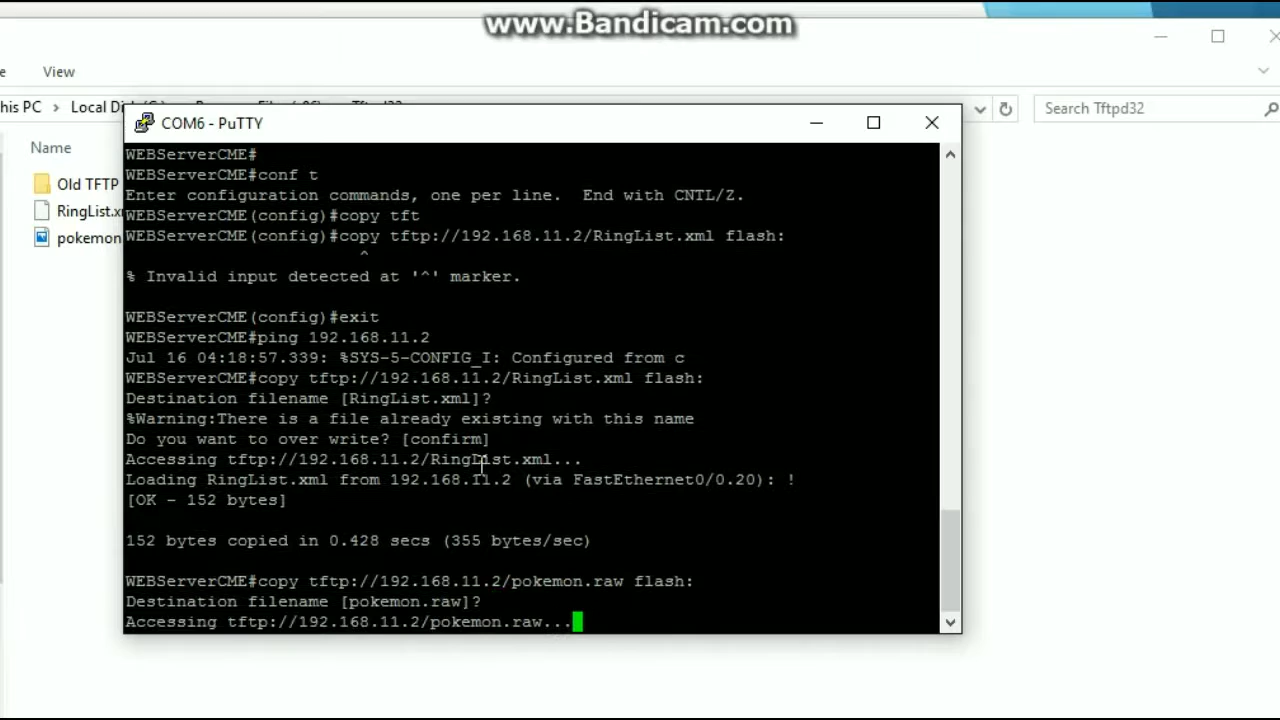 www.Bandicam.com
View
his PC > Local Di
Search Tftpd32
Name
Old TFTP
RingList.x
pokemon
COM6 - PuTTY
WEBServerCME#
WEBServerCME#conf t
Enter configuration commands, one per line.  End with CNTL/Z.
WEBServerCME(config)#copy tft
WEBServerCME(config)#copy tftp://192.168.11.2/RingList.xml flash:
^
% Invalid input detected at '^' marker.
WEBServerCME(config)#exit
WEBServerCME#ping 192.168.11.2
Jul 16 04:18:57.339: %SYS-5-CONFIG_I: Configured from c
WEBServerCME#copy tftp://192.168.11.2/RingList.xml flash:
Destination filename [RingList.xml]?
%Warning:There is a file already existing with this name
Do you want to over write? [confirm]
Accessing tftp://192.168.11.2/RingList.xml...
Loading RingList.xml from 192.168.11.2 (via FastEthernet0/0.20): !
[OK - 152 bytes]
152 bytes copied in 0.428 secs (355 bytes/sec)
WEBServerCME#copy tftp://192.168.11.2/pokemon.raw flash:
Destination filename [pokemon.raw]?
Accessing tftp://192.168.11.2/pokemon.raw...